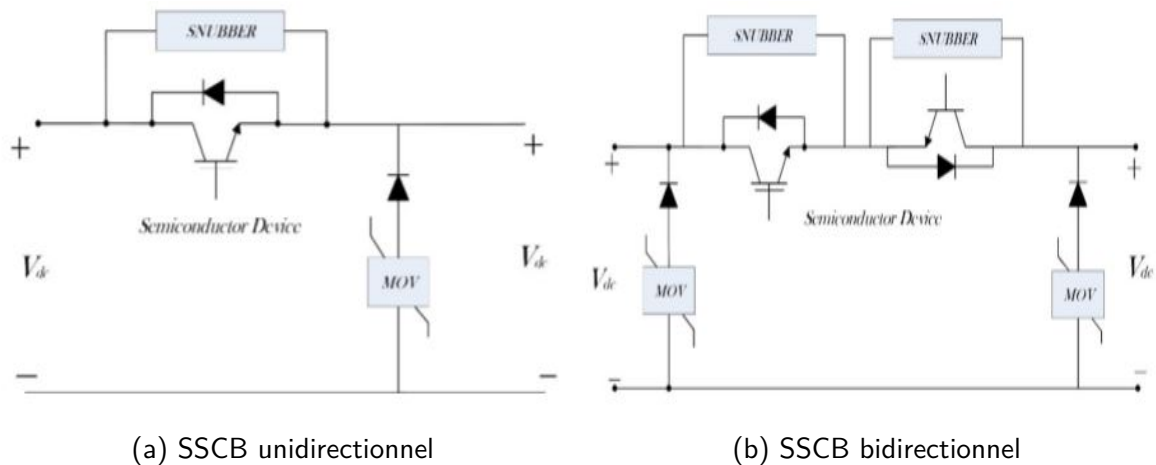 SNUBBER
+
+
Semiconductor Device
V_dc
V_dc
MOV
−
−
(a) SSCB unidirectionnel
SNUBBER
SNUBBER
+
+
Semiconductor Device
V_dc
V_dc
MOV
MOV
−
−
(b) SSCB bidirectionnel